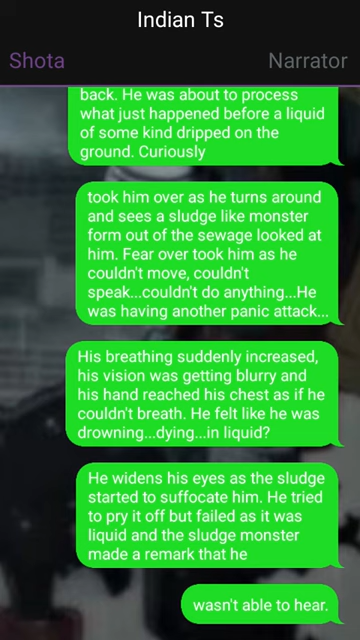 Indian Ts
Shota Narrator
back. He was about to process
what just happened before a liquid
of some kind dripped on the
ground. Curiously
took him over as he turns around
and sees a sludge like monster
form out of the sewage looked at
him. Fear over took him as he
couldn't move, couldn't
speak...couldn't do anything...He
was having another panic attack...
His breathing suddenly increased,
his vision was getting blurry and
his hand reached his chest as if he
couldn't breath. He felt like he was
drowning...dying...in liquid?
He widens his eyes as the sludge
started to suffocate him. He tried
to pry it off but failed as it was
liquid and the sludge monster
made a remark that he
wasn't able to hear.